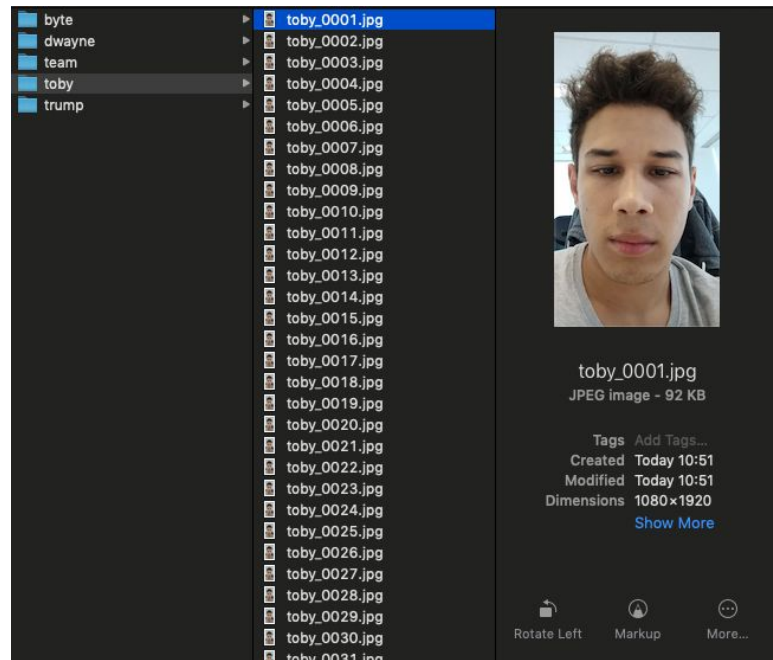 byte
dwayne
team
toby
trump
toby_0001.jpg
toby_0002.jpg
toby_0003.jpg
toby_0004.jpg
toby_0005.jpg
toby_0006.jpg
toby_0007.jpg
toby_0008.jpg
toby_0009.jpg
toby_0010.jpg
toby_0011.jpg
toby_0012.jpg
toby_0013.jpg
toby_0014.jpg
toby_0015.jpg
toby_0016.jpg
toby_0017.jpg
toby_0018.jpg
toby_0019.jpg
toby_0020.jpg
toby_0021.jpg
toby_0022.jpg
toby_0023.jpg
toby_0024.jpg
toby_0025.jpg
toby_0026.jpg
toby_0027.jpg
toby_0028.jpg
toby_0029.jpg
toby_0030.jpg
toby_0031.jpg
toby_0001.jpg
JPEG image - 92 KB
Tags Add Tags...
Created Today 10:51
Modified Today 10:51
Dimensions 1080×1920
Show More
Rotate Left
Markup
More...